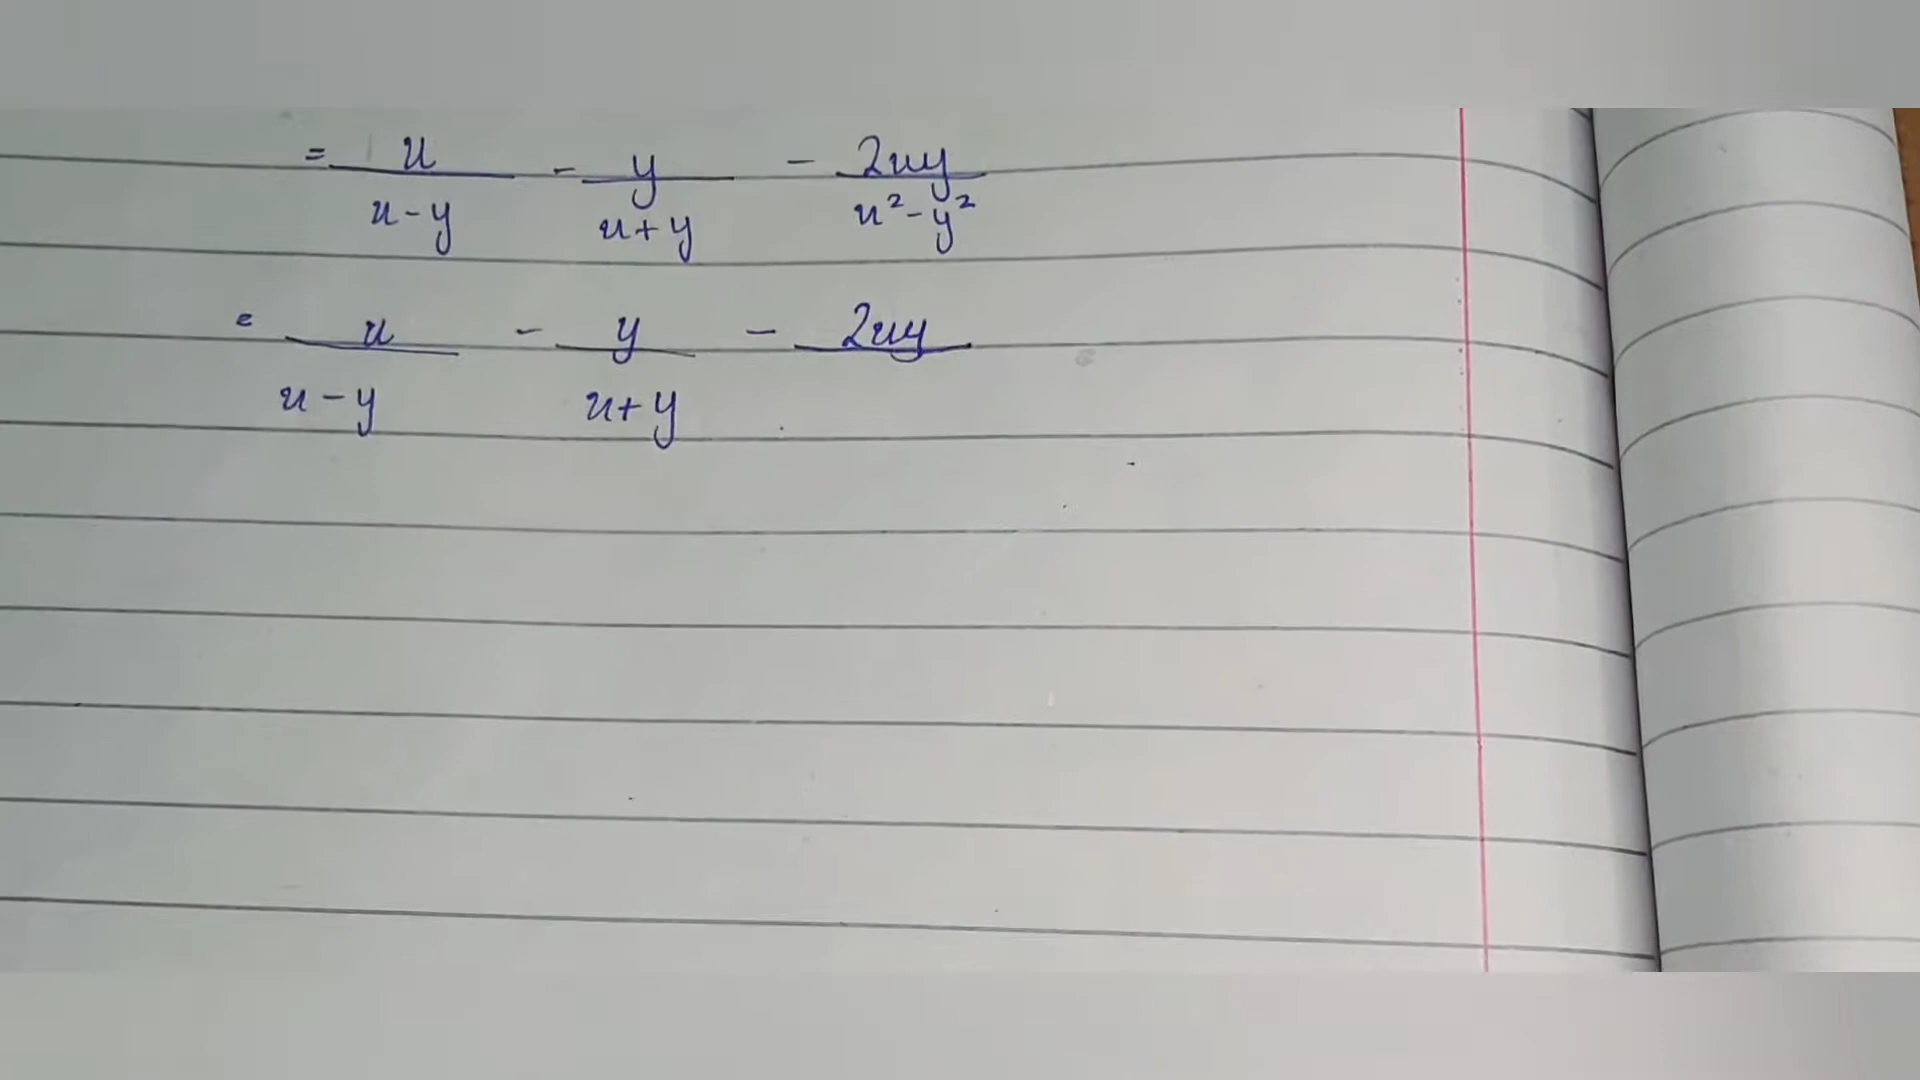 = x/(x-y) - y/(x+y) - 2xy/(x²-y²)
= x/(x-y) - y/(x+y) - 2xy/